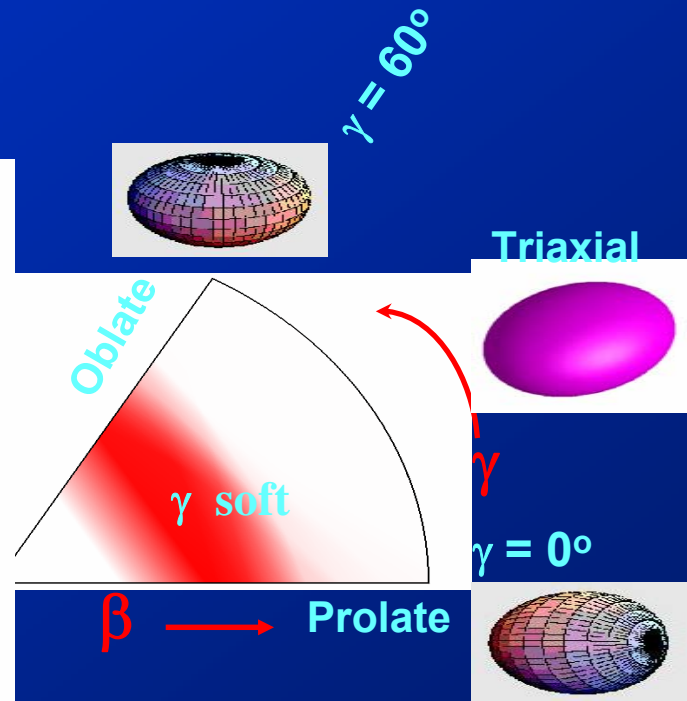 γ = 60°
Triaxial
Oblate
γ
γ soft
γ = 0°
β
Prolate